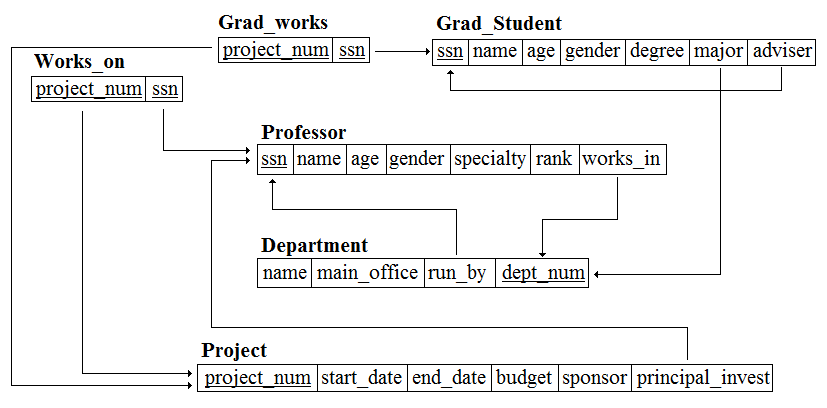 Grad_works
project_num ssn
Grad_Student
ssn name age gender degree major adviser
Works_on
project_num ssn
Professor
ssn name age gender specialty rank works_in
Department
name main_office run_by dept_num
Project
project_num start_date end_date budget sponsor principal_invest